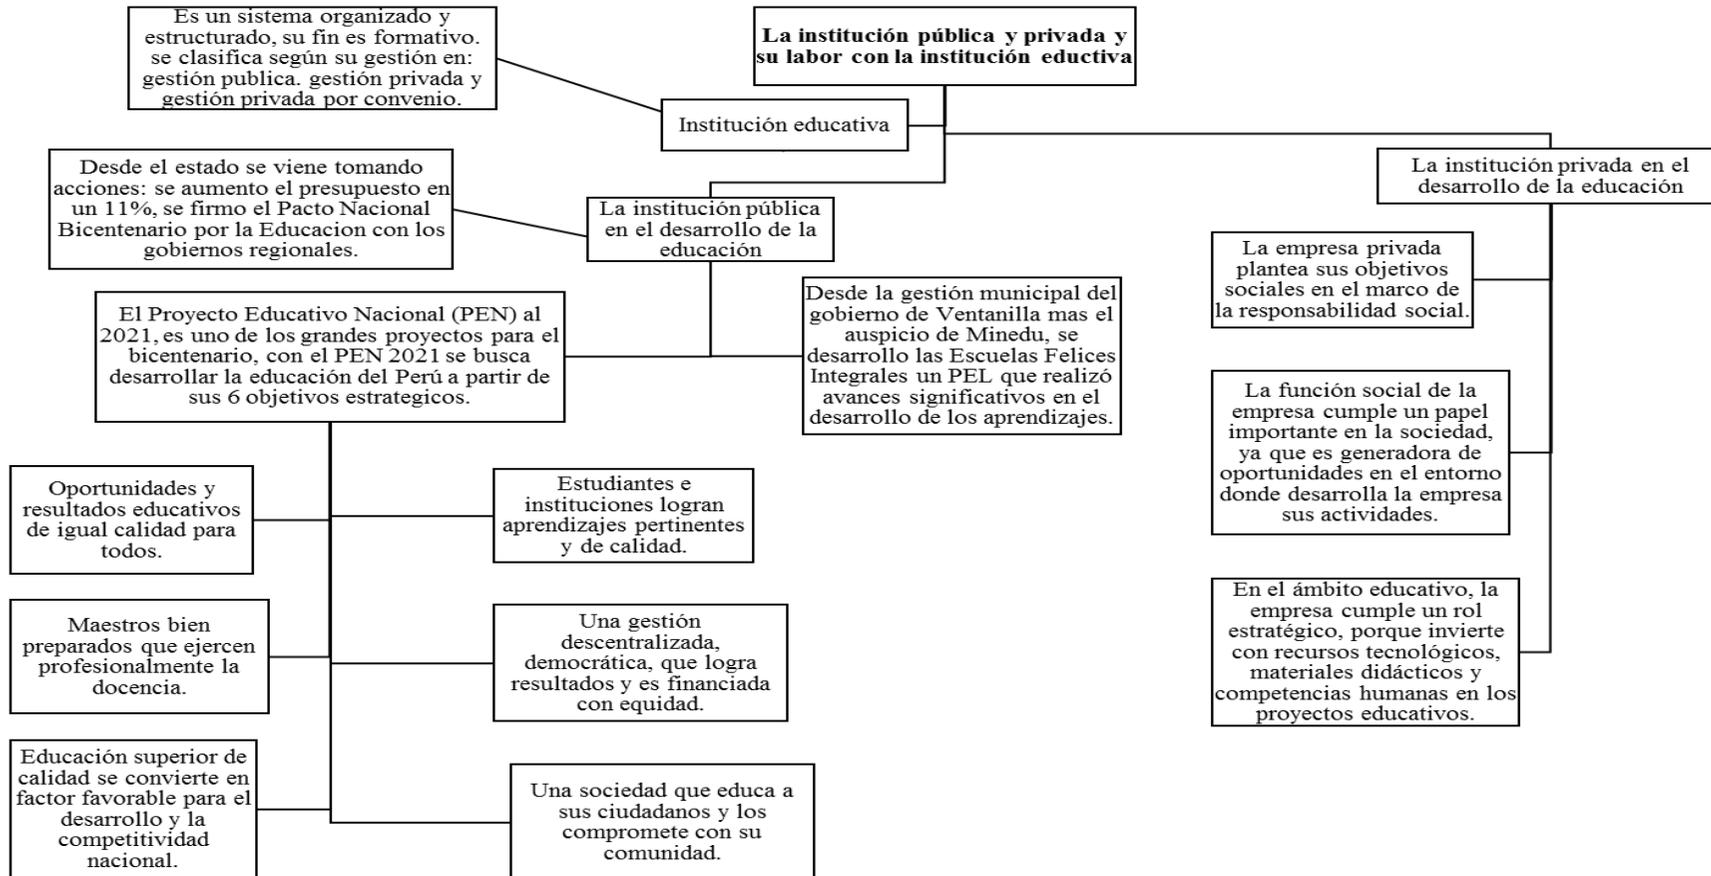 Es un sistema organizado y
estructurado, su fin es formativo.
se clasifica según su gestión en:
gestión publica. gestión privada y
gestión privada por convenio.
La institución pública y privada y
su labor con la institución eductiva
Institución educativa
Desde el estado se viene tomando
acciones: se aumento el presupuesto en
un 11%, se firmo el Pacto Nacional
Bicentenario por la Educacion con los
gobiernos regionales.
La institución pública
en el desarrollo de la
educación
La institución privada en el
desarrollo de la educación
El Proyecto Educativo Nacional (PEN) al
2021, es uno de los grandes proyectos para el
bicentenario, con el PEN 2021 se busca
desarrollar la educación del Perú a partir de
sus 6 objetivos estrategicos.
Desde la gestión municipal del
gobierno de Ventanilla mas el
auspicio de Minedu, se
desarrollo las Escuelas Felices
Integrales un PEL que realizó
avances significativos en el
desarrollo de los aprendizajes.
La empresa privada
plantea sus objetivos
sociales en el marco de
la responsabilidad social.
La función social de la
empresa cumple un papel
importante en la sociedad,
ya que es generadora de
oportunidades en el entorno
donde desarrolla la empresa
sus actividades.
Oportunidades y
resultados educativos
de igual calidad para
todos.
Estudiantes e
instituciones logran
aprendizajes pertinentes
y de calidad.
En el ámbito educativo, la
empresa cumple un rol
estratégico, porque invierte
con recursos tecnológicos,
materiales didácticos y
competencias humanas en los
proyectos educativos.
Maestros bien
preparados que ejercen
profesionalmente la
docencia.
Una gestión
descentralizada,
democrática, que logra
resultados y es financiada
con equidad.
Educación superior de
calidad se convierte en
factor favorable para el
desarrollo y la
competitividad
nacional.
Una sociedad que educa a
sus ciudadanos y los
compromete con su
comunidad.